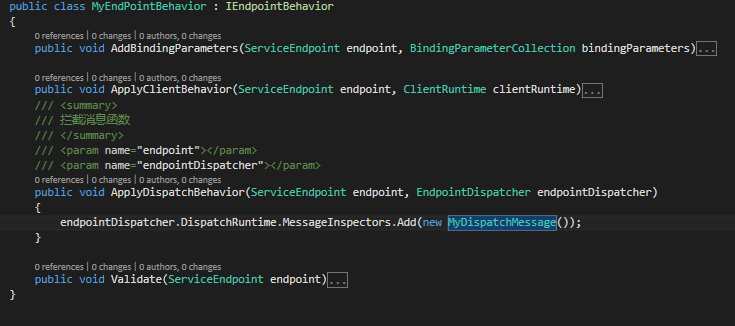 public class MyEndPointBehavior : IEndpointBehavior
{
0 references | 0 changes | 0 authors, 0 changes
public void AddBindingParameters(ServiceEndpoint endpoint, BindingParameterCollection bindingParameters)...
0 references | 0 changes | 0 authors, 0 changes
public void ApplyClientBehavior(ServiceEndpoint endpoint, ClientRuntime clientRuntime)...
/// <summary>
/// 拦截消息函数
/// </summary>
/// <param name="endpoint"></param>
/// <param name="endpointDispatcher"></param>
0 references | 0 changes | 0 authors, 0 changes
public void ApplyDispatchBehavior(ServiceEndpoint endpoint, EndpointDispatcher endpointDispatcher)
{
endpointDispatcher.DispatchRuntime.MessageInspectors.Add(new MyDispatchMessage());
}
0 references | 0 changes | 0 authors, 0 changes
public void Validate(ServiceEndpoint endpoint)...
}